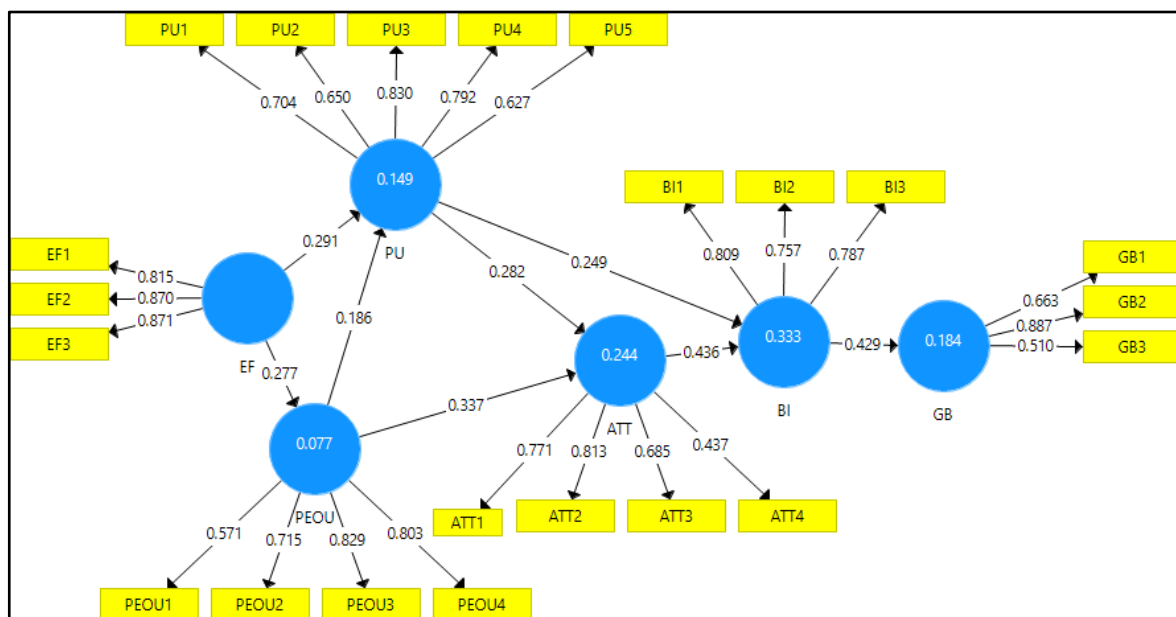 PU1 PU2 PU3 PU4 PU5
0.704 0.650 0.830 0.792 0.627
0.149
PU
BI1 BI2 BI3
0.809 0.757 0.787
EF1
EF2
EF3
0.815
0.870
0.871
EF
0.291
0.186
0.277
0.282
0.249
0.337
0.244
ATT
0.436
0.333
BI
0.429
0.184
GB
GB1
GB2
GB3
0.663
0.887
0.510
0.077
PEOU
0.771 0.813 0.685 0.437
ATT1 ATT2 ATT3 ATT4
0.571 0.715 0.829 0.803
PEOU1 PEOU2 PEOU3 PEOU4